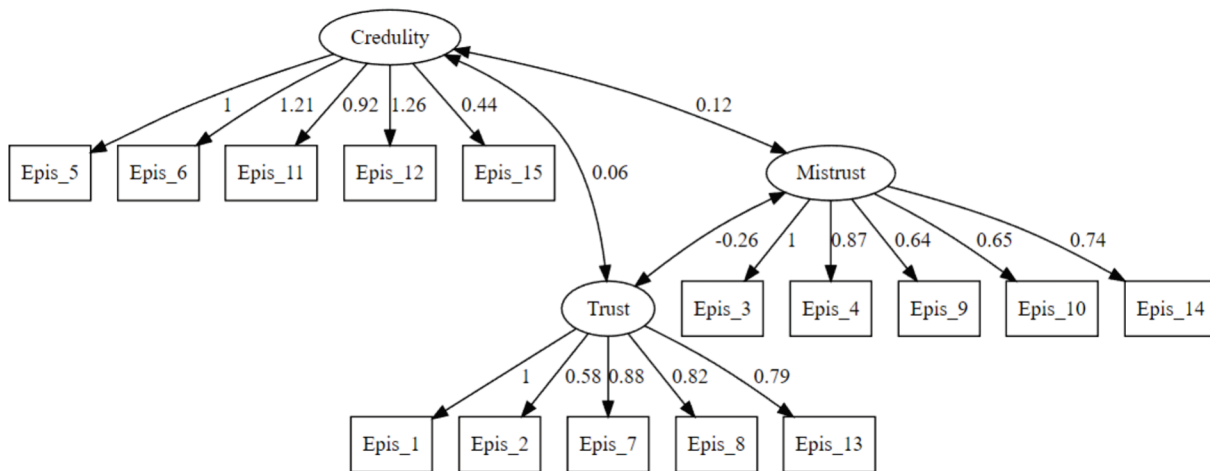 Credulity
1
1.21
0.92
1.26
0.44
0.12
Epis_5
Epis_6
Epis_11
Epis_12
Epis_15
0.06
Mistrust
-0.26
1
0.87
0.64
0.65
0.74
Trust
Epis_3
Epis_4
Epis_9
Epis_10
Epis_14
1
0.58
0.88
0.82
0.79
Epis_1
Epis_2
Epis_7
Epis_8
Epis_13